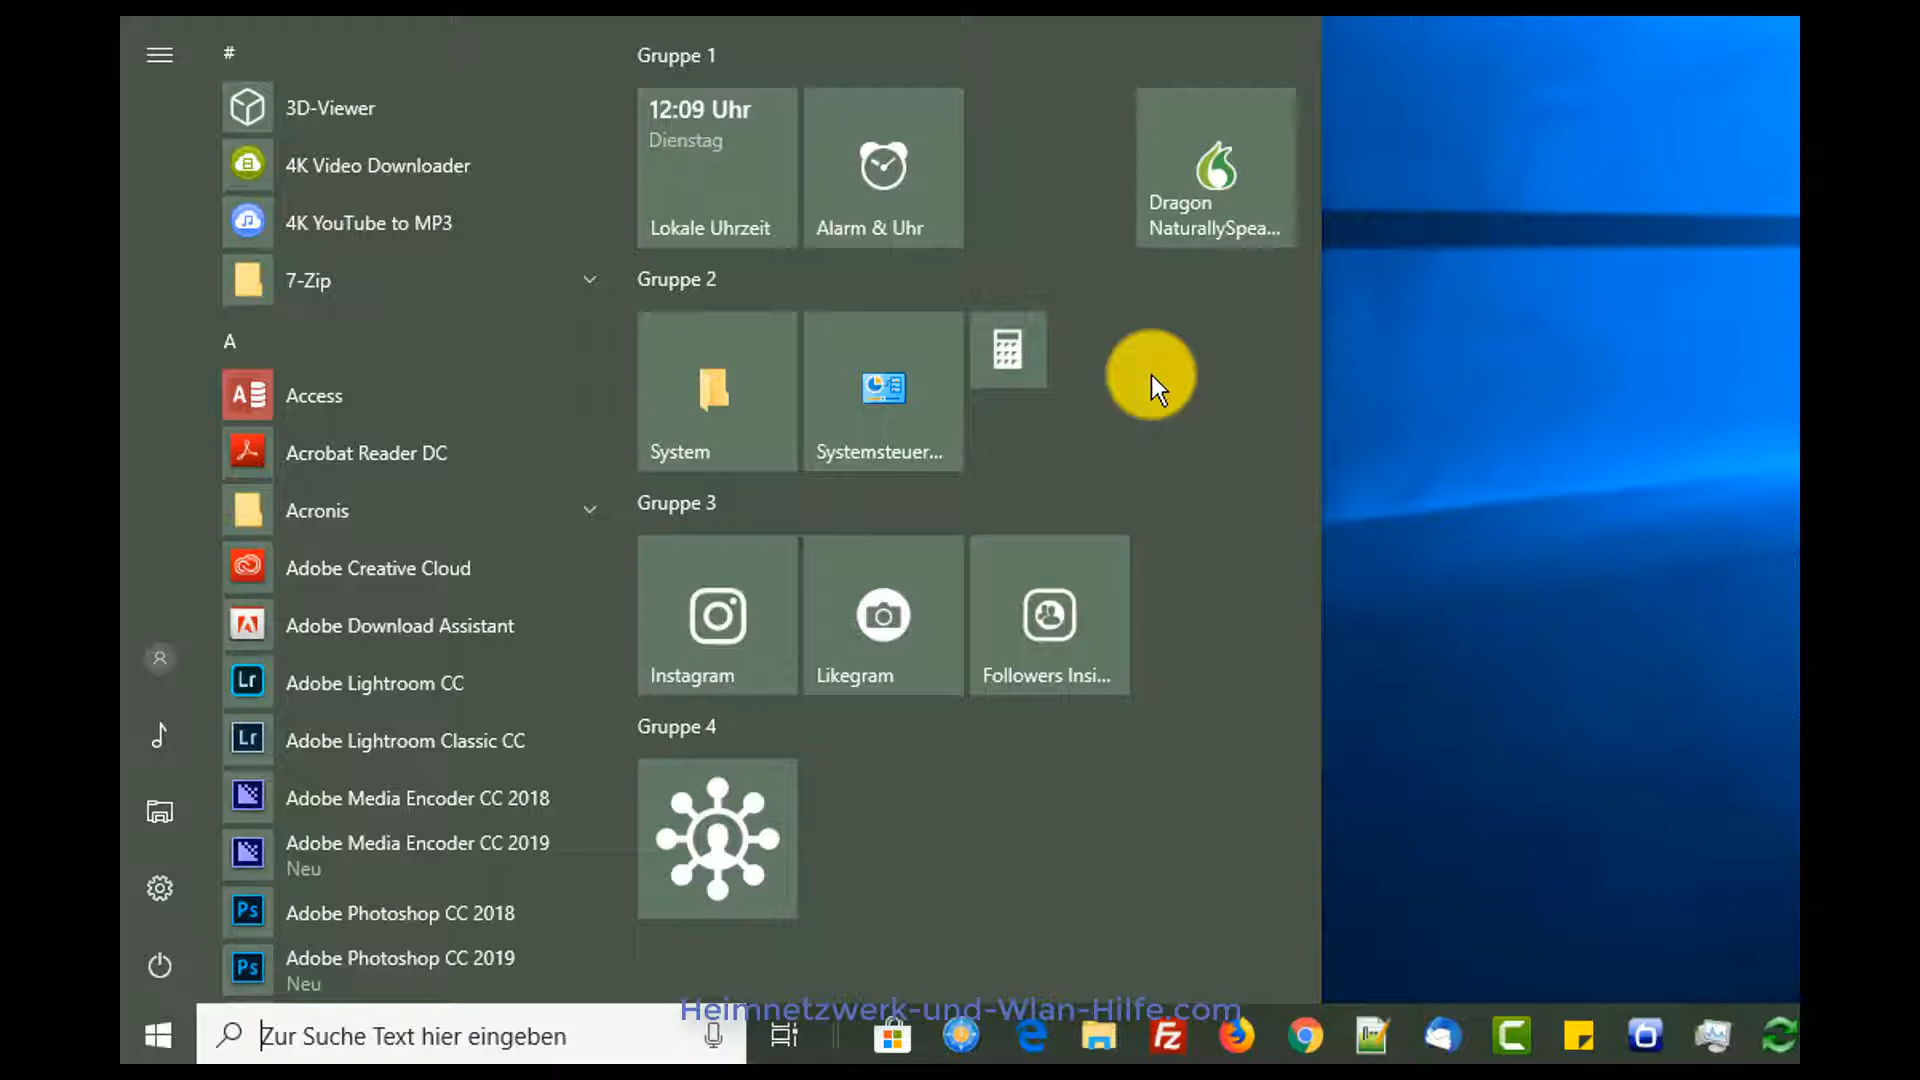 #
3D-Viewer
4K Video Downloader
4K YouTube to MP3
7-Zip
A
Access
Acrobat Reader DC
Acronis
Adobe Creative Cloud
Adobe Download Assistant
Adobe Lightroom CC
Adobe Lightroom Classic CC
Adobe Media Encoder CC 2018
Adobe Media Encoder CC 2019
Neu
Adobe Photoshop CC 2018
Adobe Photoshop CC 2019
Neu
Gruppe 1
12:09 Uhr
Dienstag
Lokale Uhrzeit
Alarm & Uhr
Dragon
NaturallySpea...
Gruppe 2
System
Systemsteuer...
Gruppe 3
Instagram
Likegram
Followers Insi...
Gruppe 4
Heimnetzwerk-und-Wlan-Hilfe.com
Zur Suche Text hier eingeben